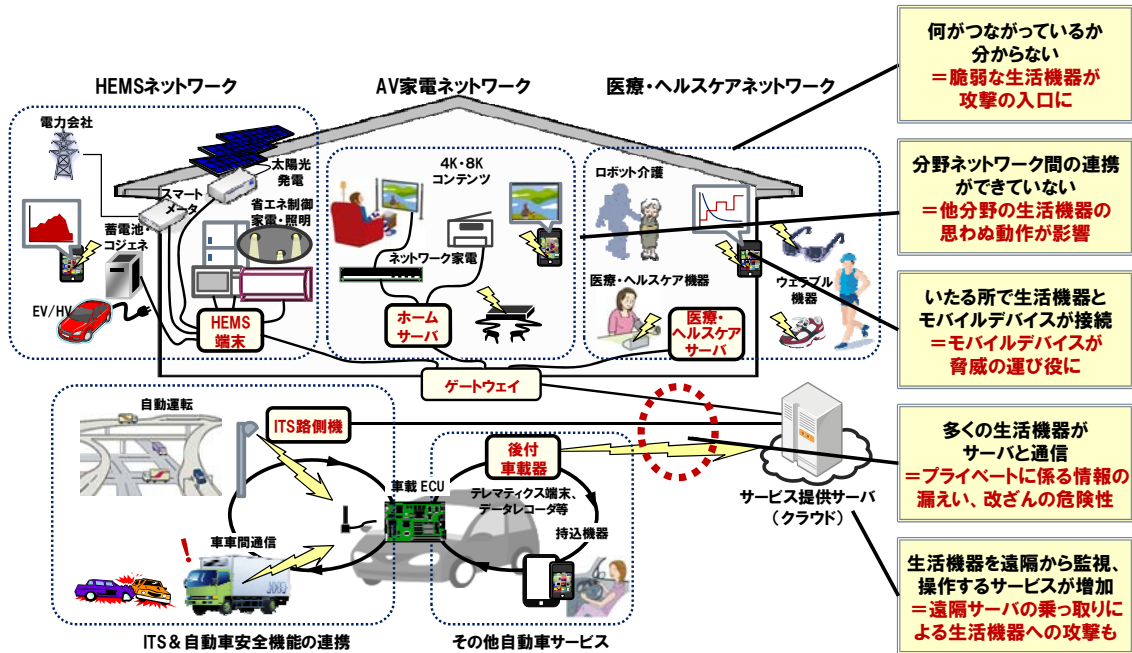 HEMSネットワーク
AV家電ネットワーク
医療・ヘルスケアネットワーク
電力会社
太陽光
発電
スマート
メータ
省エネ制御
家電・照明
蓄電池・
コジェネ
EV/HV
HEMS
端末
4K・8K
コンテンツ
ネットワーク家電
ホーム
サーバ
ロボット介護
医療・ヘルスケア機器
ウェラブル
機器
医療・
ヘルスケア
サーバ
ゲートウェイ
自動運転
ITS路側機
車載 ECU
車車間通信
!
後付
車載器
テレマティクス端末、
データレコーダ等
持込機器
サービス提供サーバ
(クラウド)
ITS&自動車安全機能の連携
その他自動車サービス
何がつながっているか
分からない
=脆弱な生活機器が
攻撃の入口に
分野ネットワーク間の連携
ができていない
=他分野の生活機器の
思わぬ動作が影響
いたる所で生活機器と
モバイルデバイスが接続
=モバイルデバイスが
脅威の運び役に
多くの生活機器が
サーバと通信
=プライベートに係る情報の
漏えい、改ざんの危険性
生活機器を遠隔から監視、
操作するサービスが増加
=遠隔サーバの乗っ取りに
よる生活機器への攻撃も